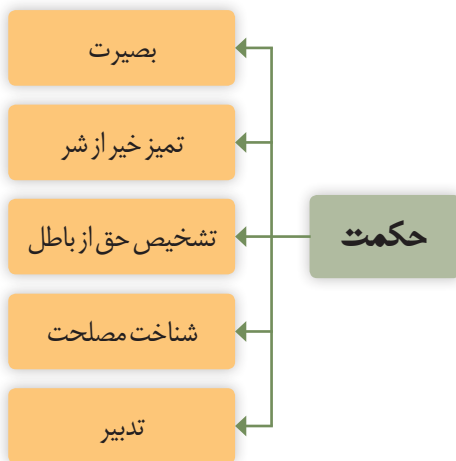 حکمت
بصیرت
تمیز خیر از شر
تشخیص حق از باطل
شناخت مصلحت
تدبیر